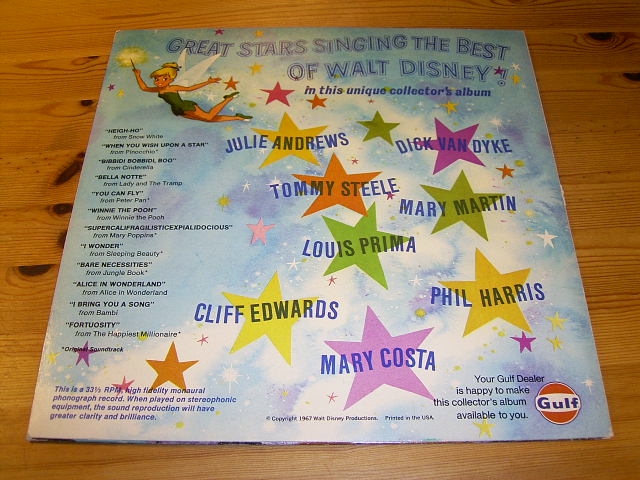 GREAT STARS SINGING THE BEST
OF WALT DISNEY!
in this unique collector's album
"HEIGH-HO"
from Snow White
"WHEN YOU WISH UPON A STAR"
from Pinocchio*
"BIBBIDI BOBBIDI, BOO"
from Cinderella
"BELLA NOTTE"
from Lady and The Tramp
"YOU CAN FLY"
from Peter Pan*
"WINNIE THE POOH"
from Winnie the Pooh
"SUPERCALIFRAGILISTICEXPIALIDOCIOUS"
from Mary Poppins*
"I WONDER"
from Sleeping Beauty*
"BARE NECESSITIES"
from Jungle Book*
"ALICE IN WONDERLAND"
from Alice in Wonderland
"I BRING YOU A SONG"
from Bambi
"FORTUOSITY"
from The Happiest Millionaire*
*Original Soundtrack
JULIE ANDREWS
DICK VAN DYKE
TOMMY STEELE
MARY MARTIN
LOUIS PRIMA
CLIFF EDWARDS
PHIL HARRIS
MARY COSTA
This is a 33⅓ RPM, high fidelity monaural
phonograph record. When played on stereophonic
equipment, the sound reproduction will have
greater clarity and brilliance.
© Copyright 1967 Walt Disney Productions. Printed in the USA.
Your Gulf Dealer
is happy to make
this collector's album
available to you.
Gulf